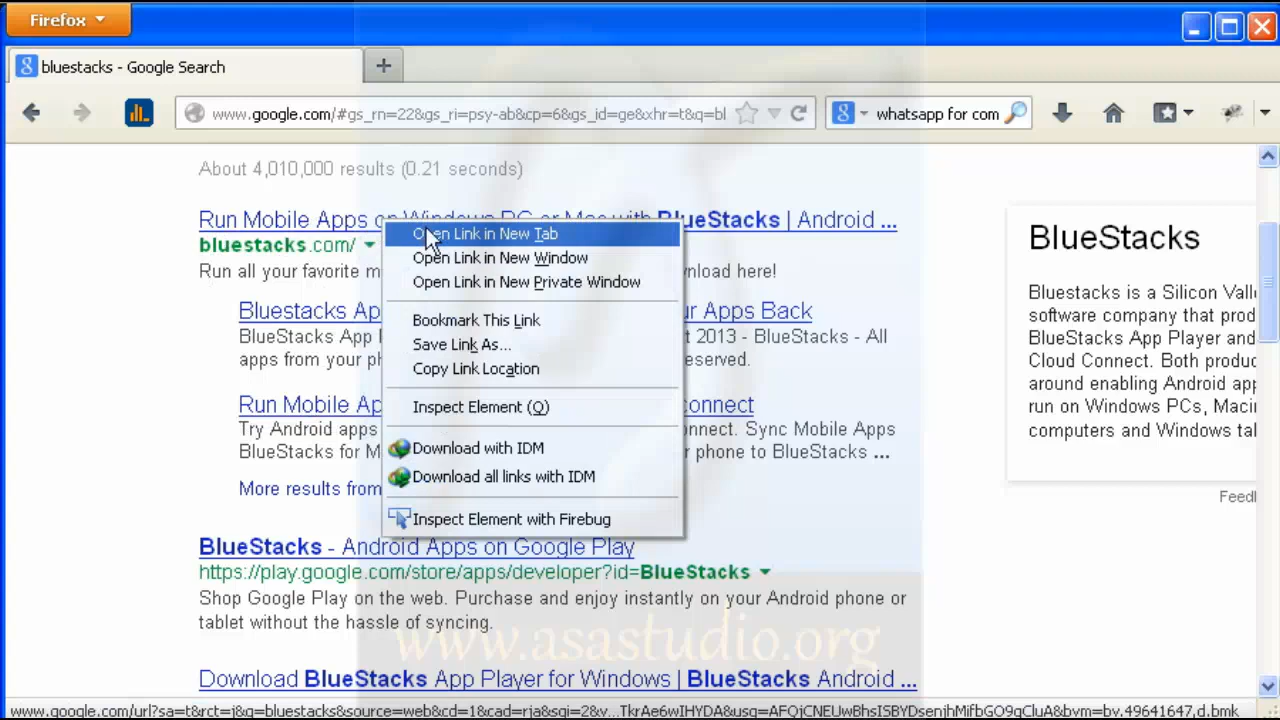 Firefox
bluestacks - Google Search
www.google.com/#gs_rn=22&gs_ri=psy-ab&cp=6&gs_id=ge&xhr=t&q=bl
whatsapp for com
About 4,010,000 results (0.21 seconds)
Run Mobile Apps on Windows PC or Mac with BlueStacks | Android ...
bluestacks.com/
Run all your favorite m
wnload here!
Bluestacks Ap
ur Apps Back
BlueStacks
2013 - BlueStacks - All
apps from your ph
eserved.
Run Mobile Ap
onnect
Try Android apps
onnect. Sync Mobile Apps
BlueStacks for M
r phone to BlueStacks ...
More results from
Open Link in New Tab
Open Link in New Window
Open Link in New Private Window
Bookmark This Link
Save Link As...
Copy Link Location
Inspect Element (Q)
Download with IDM
Download all links with IDM
Inspect Element with Firebug
BlueStacks - Android Apps on Google Play
https://play.google.com/store/apps/developer?id=BlueStacks
Shop Google Play on the web. Purchase and enjoy instantly on your Android phone or
tablet without the hassle of syncing.
www.asastudio.org
Download BlueStacks App Player for Windows | BlueStacks Android ...
BlueStacks
Bluestacks is a Silicon Valle
software company that prod
BlueStacks App Player and
Cloud Connect. Both produc
around enabling Android app
run on Windows PCs, Macin
computers and Windows tal
Feedl